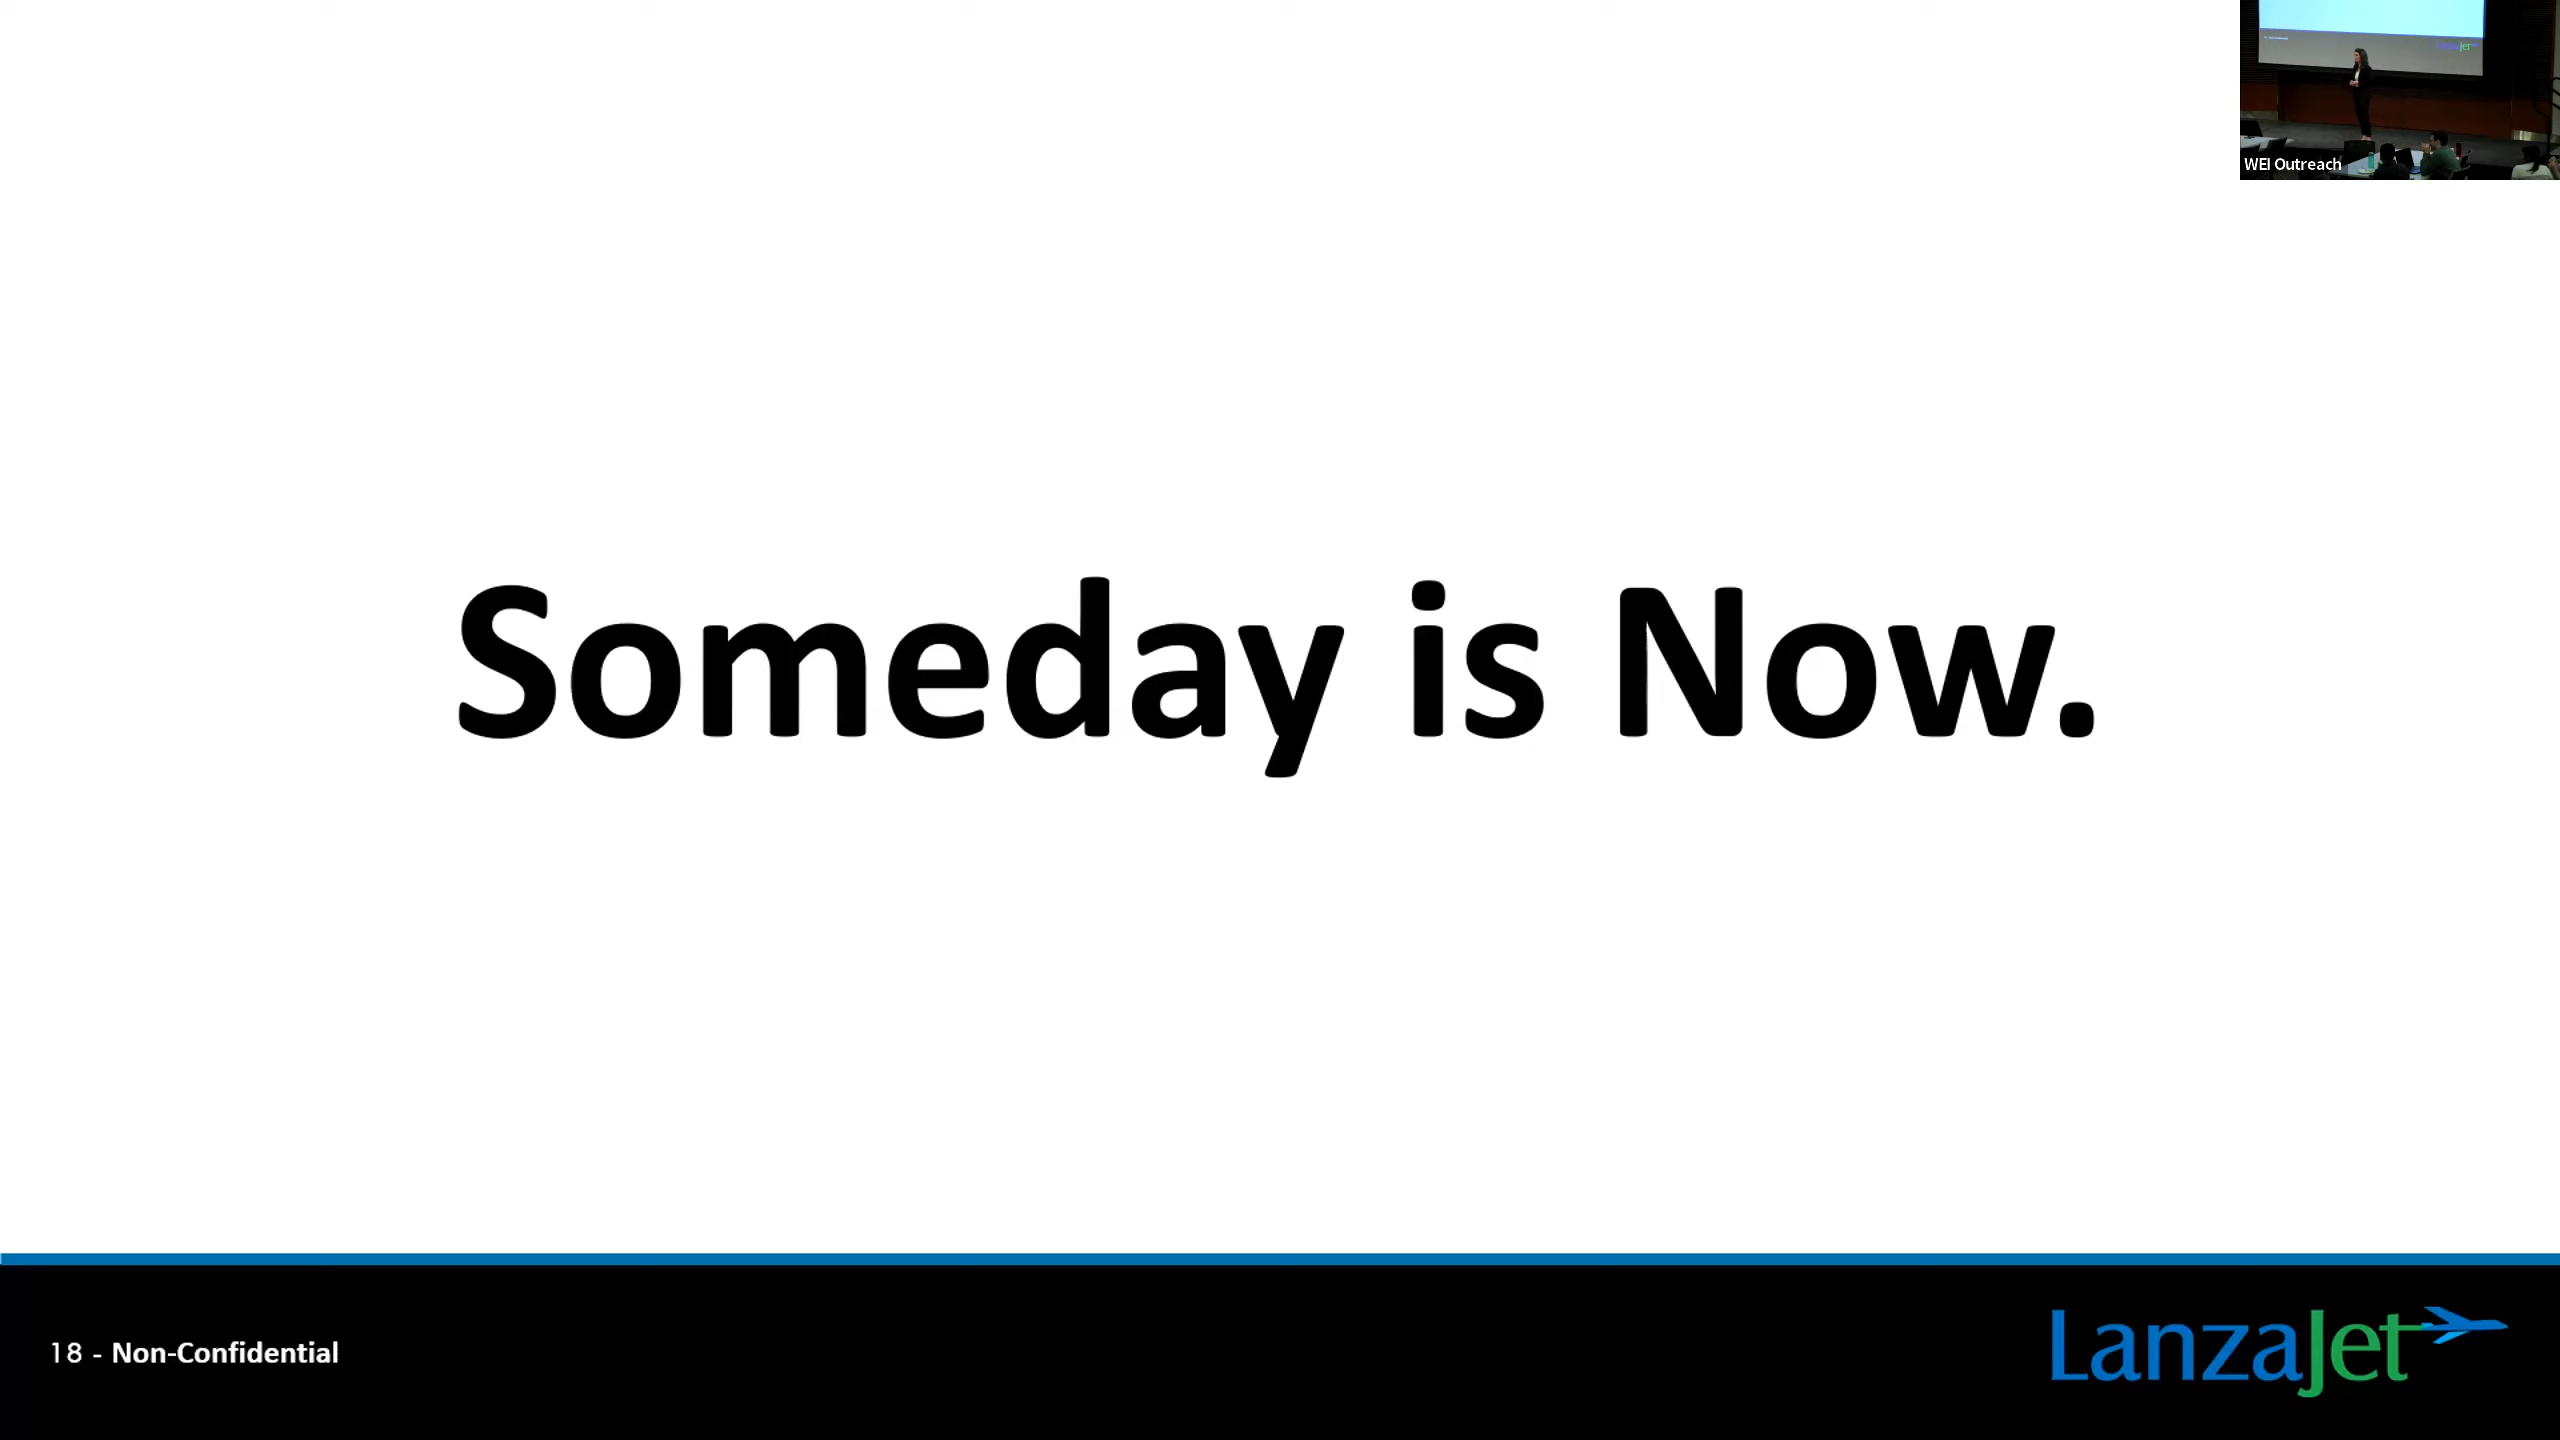 WEI Outreach
Someday is Now.
18 - Non-Confidential
LanzaJet